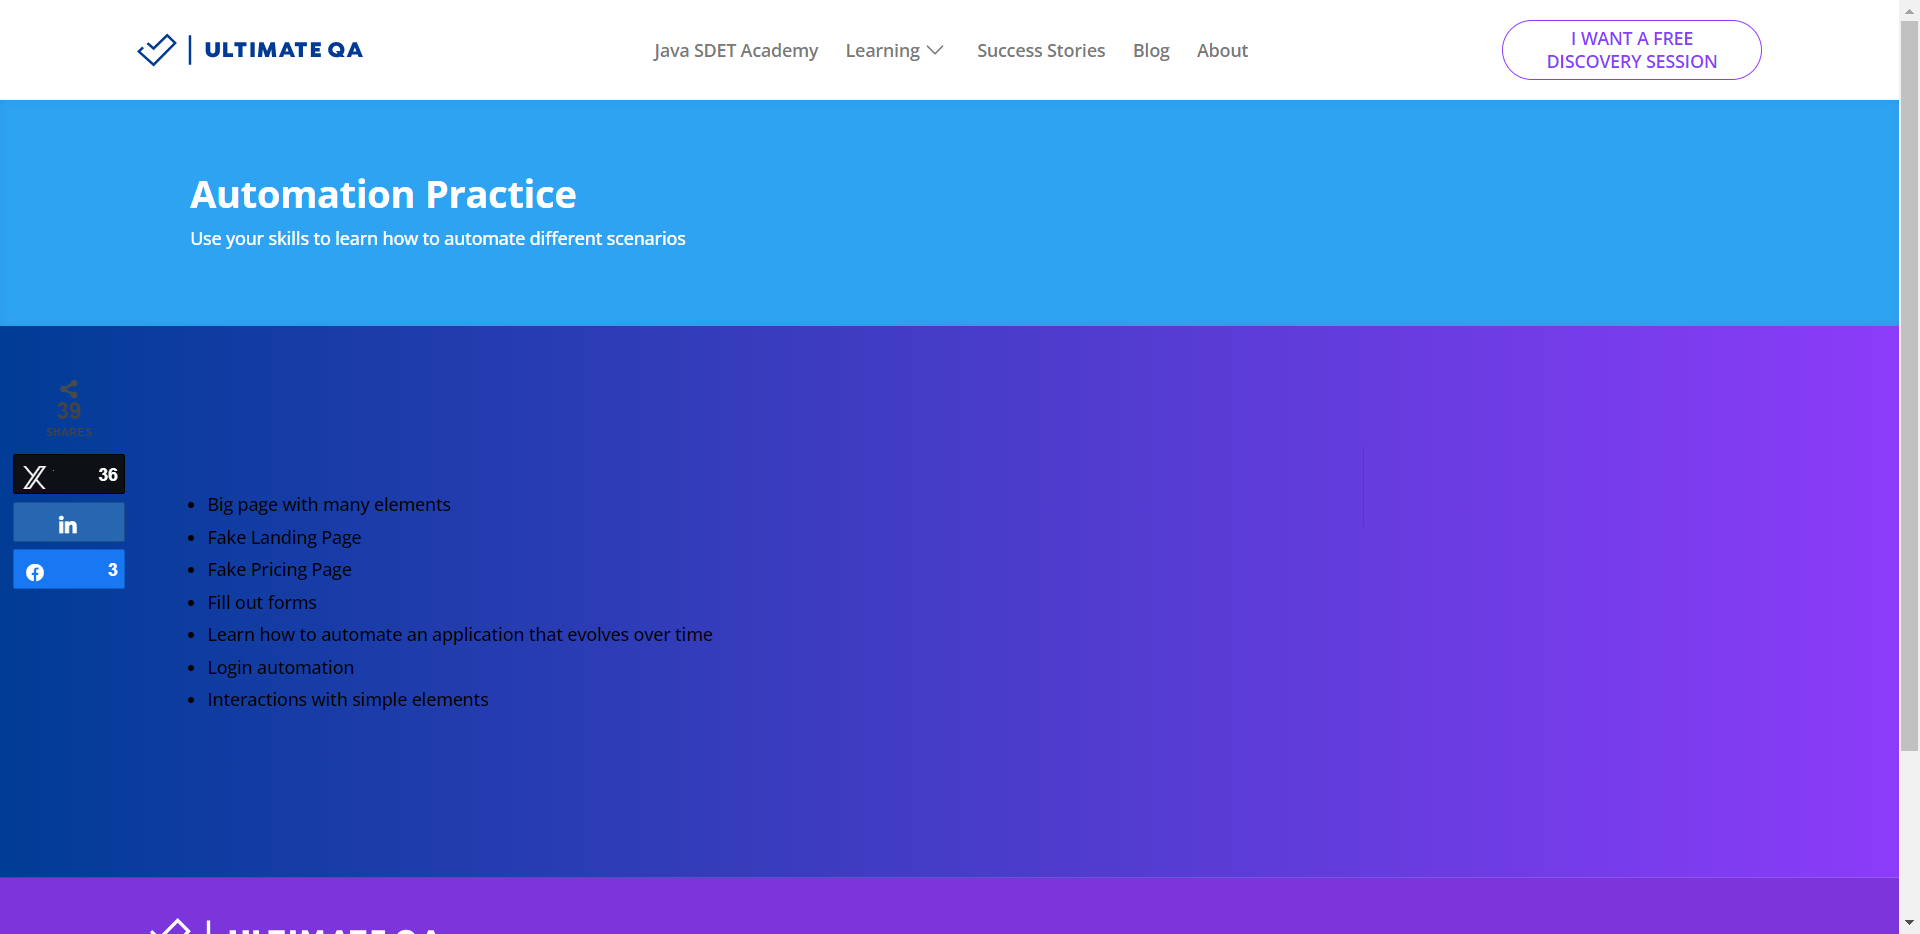 ULTIMATE QA
Java SDET Academy
Learning
Success Stories
Blog
About
I WANT A FREE
DISCOVERY SESSION
Automation Practice
Use your skills to learn how to automate different scenarios
39
SHARES
36
3
Big page with many elements
Fake Landing Page
Fake Pricing Page
Fill out forms
Learn how to automate an application that evolves over time
Login automation
Interactions with simple elements
ULTIMATE QA